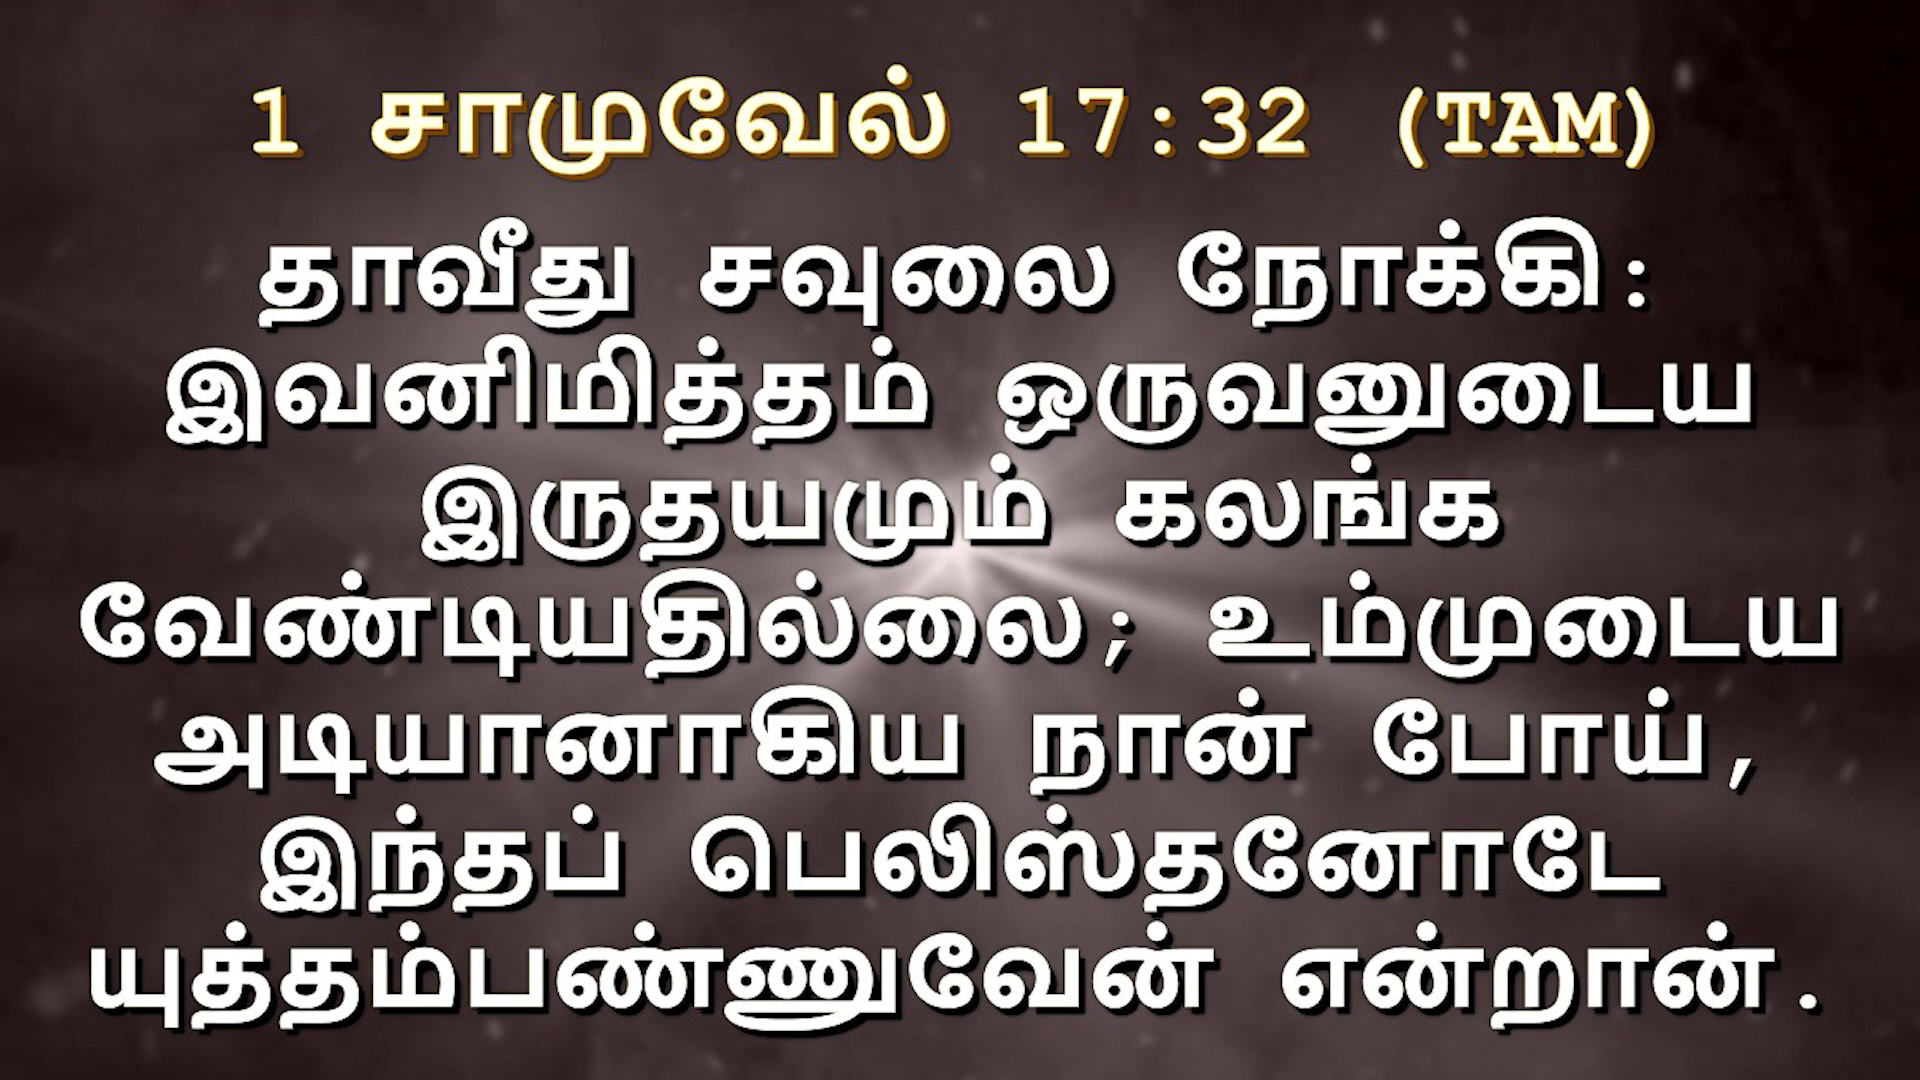 1 சாமுவேல் 17:32 (TAM)
தாவீது சவுலை நோக்கி:
இவனிமித்தம் ஒருவனுடைய
இருதயமும் கலங்க
வேண்டியதில்லை; உம்முடைய
அடியானாகிய நான் போய்,
இந்தப் பெலிஸ்தனோடே
யுத்தம்பண்ணுவேன் என்றான்.